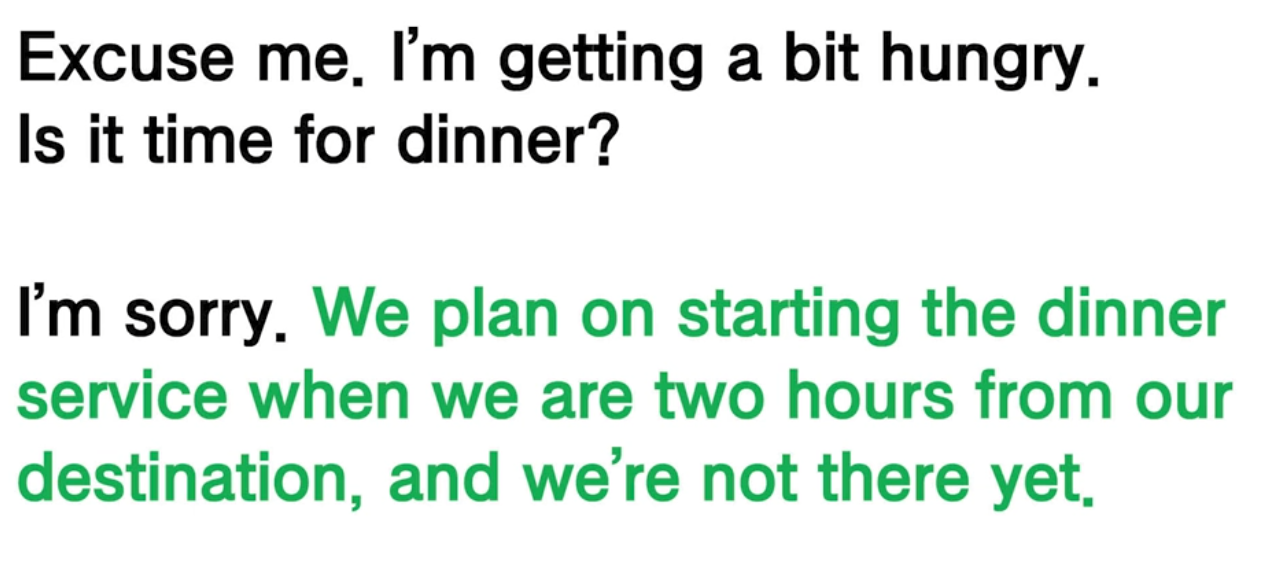 Excuse me. I’m getting a bit hungry.
Is it time for dinner?
I’m sorry. We plan on starting the dinner
service when we are two hours from our
destination, and we’re not there yet.